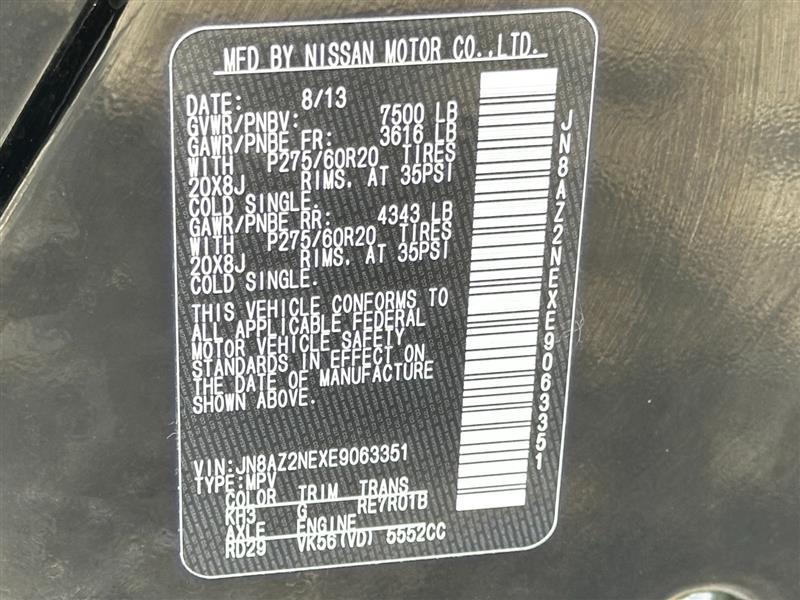 MFD BY NISSAN MOTOR CO.,LTD.
DATE: 8/13
GVWR/PNBV: 7500 LB
GAWR/PNBE FR: 3616 LB
WITH P275/60R20 TIRES
20X8J RIMS, AT 35PSI
COLD SINGLE.
GAWR/PNBE RR: 4343 LB
WITH P275/60R20 TIRES
20X8J RIMS, AT 35PSI
COLD SINGLE.
THIS VEHICLE CONFORMS TO
ALL APPLICABLE FEDERAL
MOTOR VEHICLE SAFETY
STANDARDS IN EFFECT ON
THE DATE OF MANUFACTURE
SHOWN ABOVE.
VIN:JN8AZ2NEXE9063351
TYPE:MPV
COLOR TRIM TRANS
KH3 G RE7R01B
AXLE ENGINE
RD29 VK56(VD) 5552CC
JN8AZ2NEXE9063351